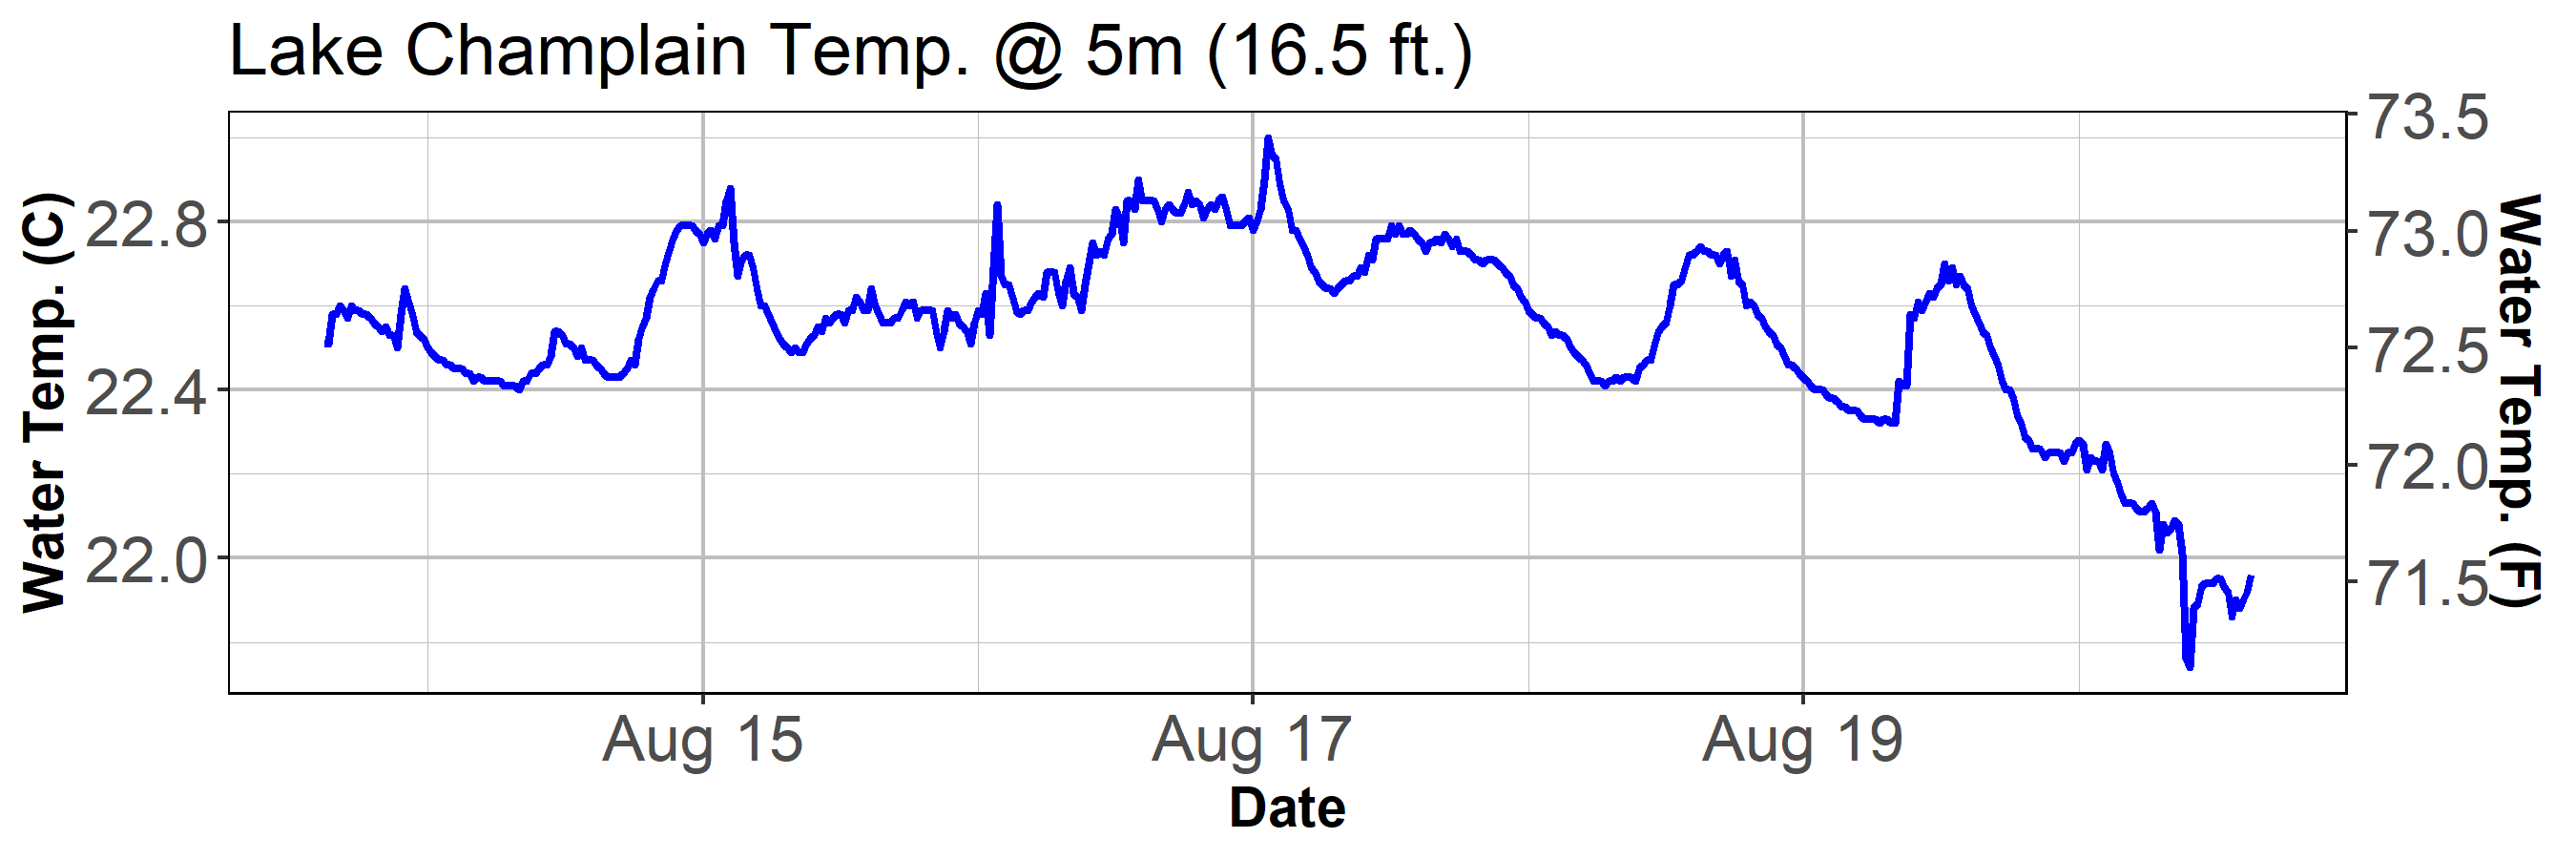 Lake Champlain Temp. @ 5m (16.5 ft.)
Water Temp. (C)
22.8
22.4
22.0
73.5
73.0
72.5
72.0
71.5
Water Temp. (F)
Aug 15
Aug 17
Aug 19
Date